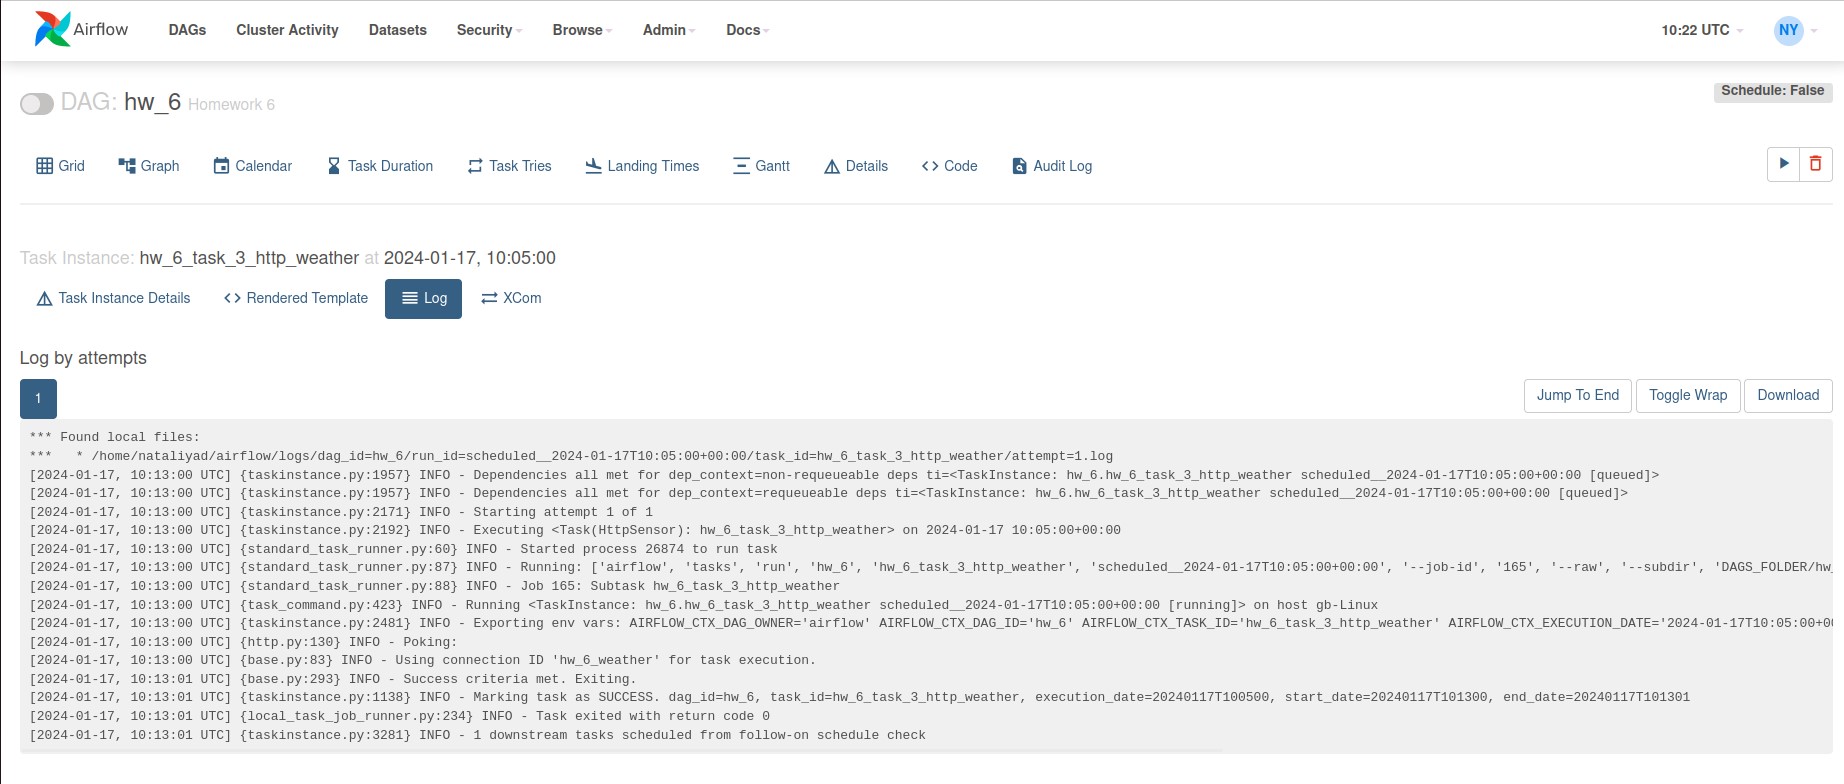 Airflow DAGs Cluster Activity Datasets Security Browse Admin Docs 10:22 UTC NY
DAG: hw_6 Homework 6 Schedule: False
Grid Graph Calendar Task Duration Task Tries Landing Times Gantt Details <> Code Audit Log
Task Instance: hw_6_task_3_http_weather at 2024-01-17, 10:05:00
Task Instance Details <> Rendered Template Log XCom
Log by attempts
1 Jump To End Toggle Wrap Download
*** Found local files:
***   * /home/nataliyad/airflow/logs/dag_id=hw_6/run_id=scheduled__2024-01-17T10:05:00+00:00/task_id=hw_6_task_3_http_weather/attempt=1.log
[2024-01-17, 10:13:00 UTC] {taskinstance.py:1957} INFO - Dependencies all met for dep_context=non-requeueable deps ti=<TaskInstance: hw_6.hw_6_task_3_http_weather scheduled__2024-01-17T10:05:00+00:00 [queued]>
[2024-01-17, 10:13:00 UTC] {taskinstance.py:1957} INFO - Dependencies all met for dep_context=requeueable deps ti=<TaskInstance: hw_6.hw_6_task_3_http_weather scheduled__2024-01-17T10:05:00+00:00 [queued]>
[2024-01-17, 10:13:00 UTC] {taskinstance.py:2171} INFO - Starting attempt 1 of 1
[2024-01-17, 10:13:00 UTC] {taskinstance.py:2192} INFO - Executing <Task(HttpSensor): hw_6_task_3_http_weather> on 2024-01-17 10:05:00+00:00
[2024-01-17, 10:13:00 UTC] {standard_task_runner.py:60} INFO - Started process 26874 to run task
[2024-01-17, 10:13:00 UTC] {standard_task_runner.py:87} INFO - Running: ['airflow', 'tasks', 'run', 'hw_6', 'hw_6_task_3_http_weather', 'scheduled__2024-01-17T10:05:00+00:00', '--job-id', '165', '--raw', '--subdir', 'DAGS_FOLDER/hw_
[2024-01-17, 10:13:00 UTC] {standard_task_runner.py:88} INFO - Job 165: Subtask hw_6_task_3_http_weather
[2024-01-17, 10:13:00 UTC] {task_command.py:423} INFO - Running <TaskInstance: hw_6.hw_6_task_3_http_weather scheduled__2024-01-17T10:05:00+00:00 [running]> on host gb-Linux
[2024-01-17, 10:13:00 UTC] {taskinstance.py:2481} INFO - Exporting env vars: AIRFLOW_CTX_DAG_OWNER='airflow' AIRFLOW_CTX_DAG_ID='hw_6' AIRFLOW_CTX_TASK_ID='hw_6_task_3_http_weather' AIRFLOW_CTX_EXECUTION_DATE='2024-01-17T10:05:00+00
[2024-01-17, 10:13:00 UTC] {http.py:130} INFO - Poking:
[2024-01-17, 10:13:00 UTC] {base.py:83} INFO - Using connection ID 'hw_6_weather' for task execution.
[2024-01-17, 10:13:01 UTC] {base.py:293} INFO - Success criteria met. Exiting.
[2024-01-17, 10:13:01 UTC] {taskinstance.py:1138} INFO - Marking task as SUCCESS. dag_id=hw_6, task_id=hw_6_task_3_http_weather, execution_date=20240117T100500, start_date=20240117T101300, end_date=20240117T101301
[2024-01-17, 10:13:01 UTC] {local_task_job_runner.py:234} INFO - Task exited with return code 0
[2024-01-17, 10:13:01 UTC] {taskinstance.py:3281} INFO - 1 downstream tasks scheduled from follow-on schedule check